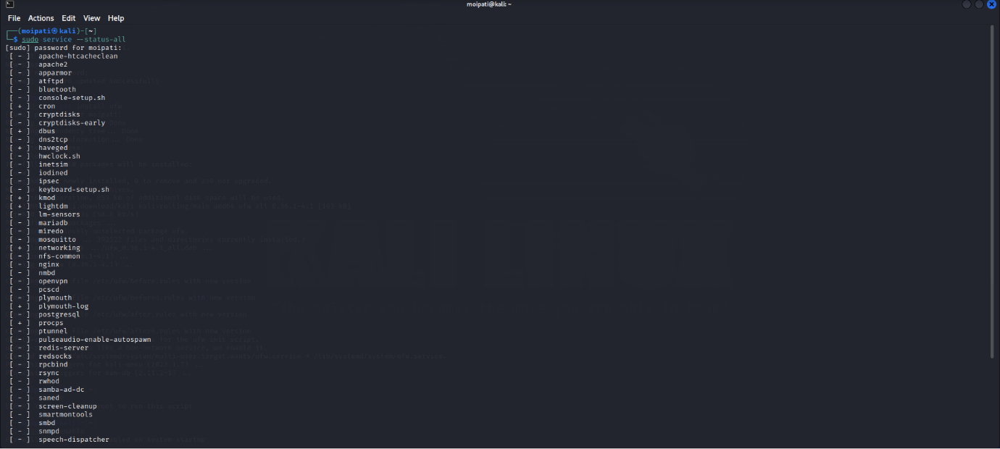 moipati@kali: ~
File Actions Edit View Help
┌──(moipati㉿kali)-[~]
└─$ sudo service --status-all
[sudo] password for moipati:
[ - ] apache-htcacheclean
[ - ] apache2
[ - ] apparmor
[ - ] atftpd
[ - ] bluetooth
[ - ] console-setup.sh
[ + ] cron
[ - ] cryptdisks
[ - ] cryptdisks-early
[ + ] dbus
[ - ] dns2tcp
[ + ] haveged
[ - ] hwclock.sh
[ - ] inetsim
[ - ] iodined
[ - ] ipsec
[ - ] keyboard-setup.sh
[ + ] kmod
[ + ] lightdm
[ - ] lm-sensors
[ - ] mariadb
[ - ] miredo
[ - ] mosquitto
[ + ] networking
[ - ] nfs-common
[ - ] nginx
[ - ] nmbd
[ - ] openvpn
[ - ] pcscd
[ - ] plymouth
[ + ] plymouth-log
[ - ] postgresql
[ + ] procps
[ - ] ptunnel
[ - ] pulseaudio-enable-autospawn
[ - ] redis-server
[ - ] redsocks
[ - ] rpcbind
[ - ] rsync
[ - ] rwhod
[ - ] samba-ad-dc
[ - ] saned
[ - ] screen-cleanup
[ - ] smartmontools
[ - ] smbd
[ - ] snmpd
[ - ] speech-dispatcher